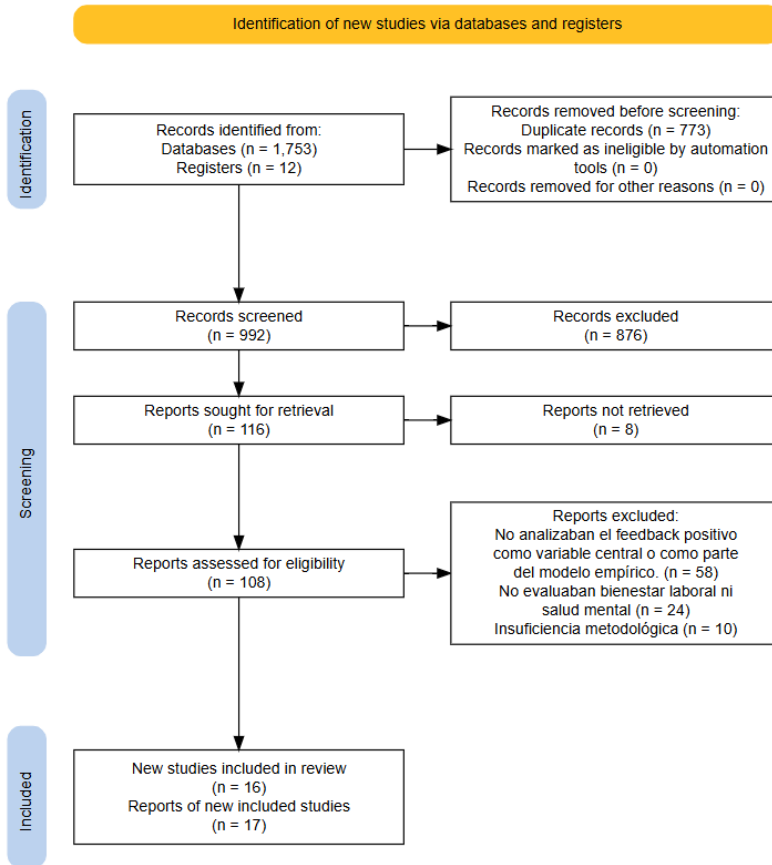 Identification of new studies via databases and registers
Identification
Records identified from:
Databases (n = 1,753)
Registers (n = 12)
Records removed before screening:
Duplicate records (n = 773)
Records marked as ineligible by automation
tools (n = 0)
Records removed for other reasons (n = 0)
Screening
Records screened
(n = 992)
Records excluded
(n = 876)
Reports sought for retrieval
(n = 116)
Reports not retrieved
(n = 8)
Reports assessed for eligibility
(n = 108)
Reports excluded:
No analizaban el feedback positivo
como variable central o como parte
del modelo empírico. (n = 58)
No evaluaban bienestar laboral ni
salud mental (n = 24)
Insuficiencia metodológica (n = 10)
Included
New studies included in review
(n = 16)
Reports of new included studies
(n = 17)